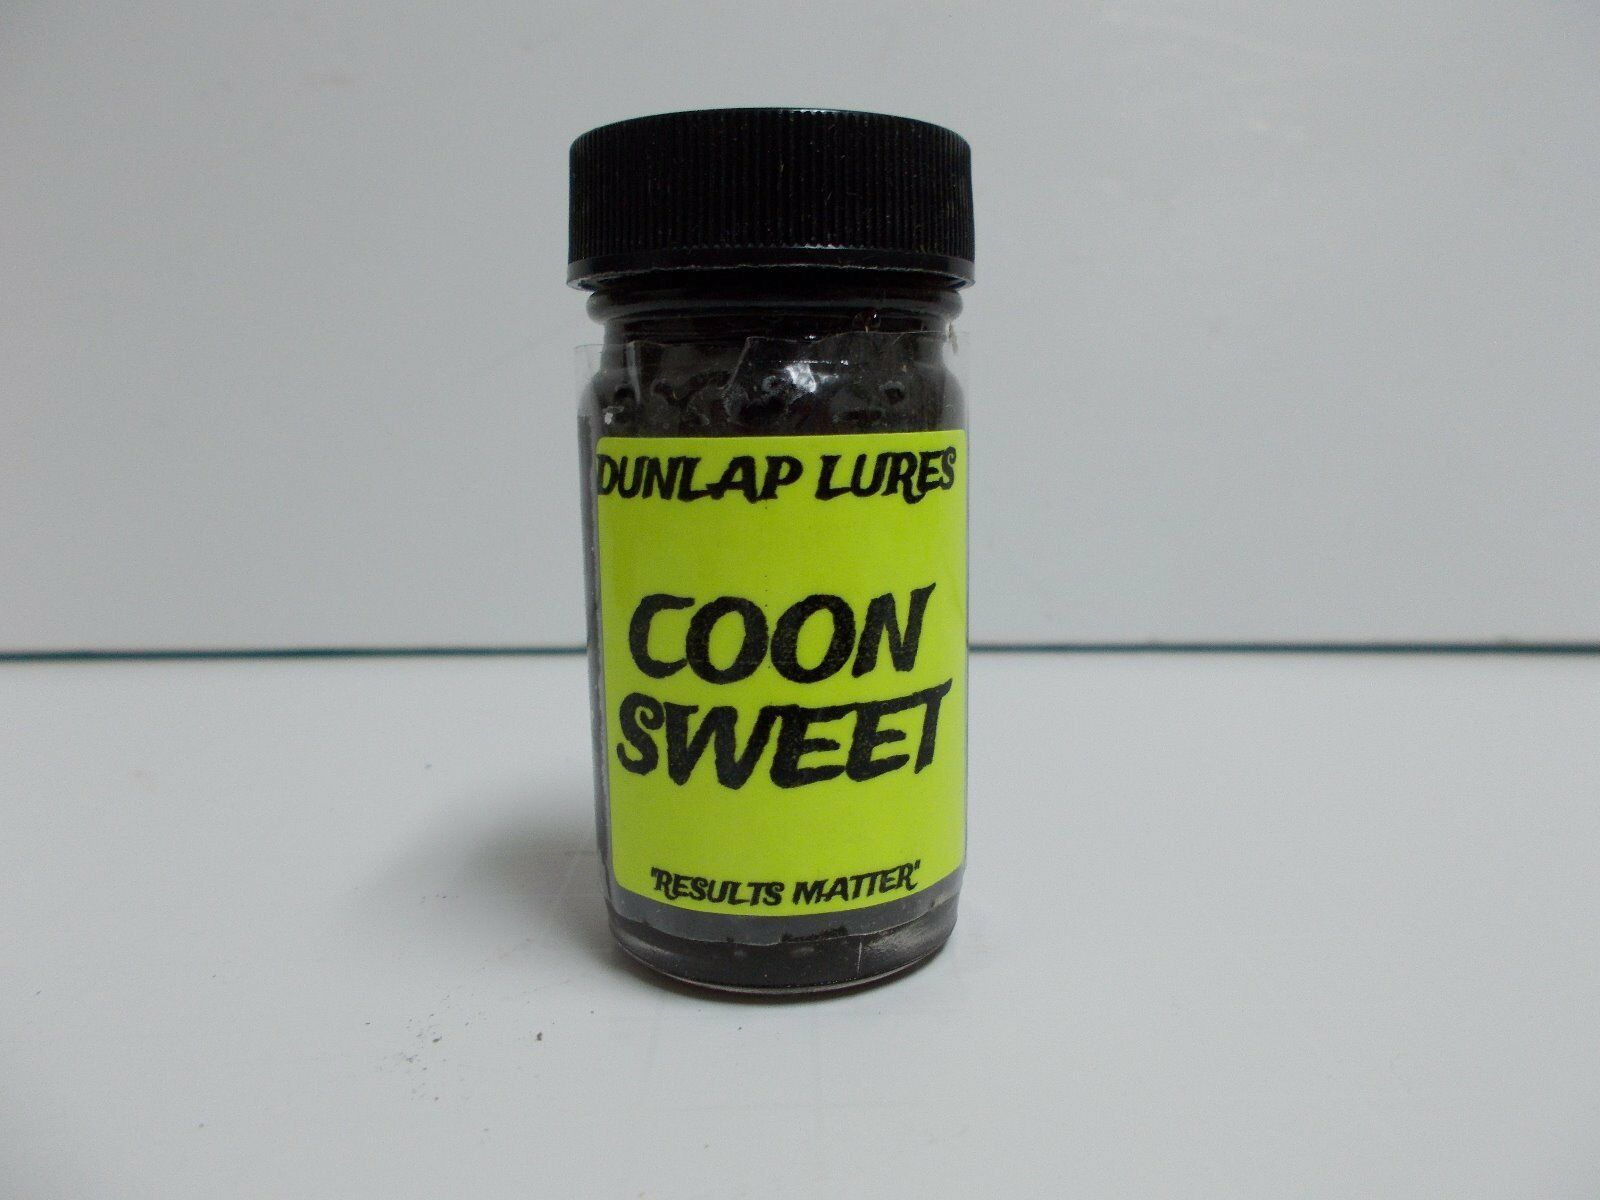 DUNLAP LURES
COON
SWEET
"RESULTS MATTER"